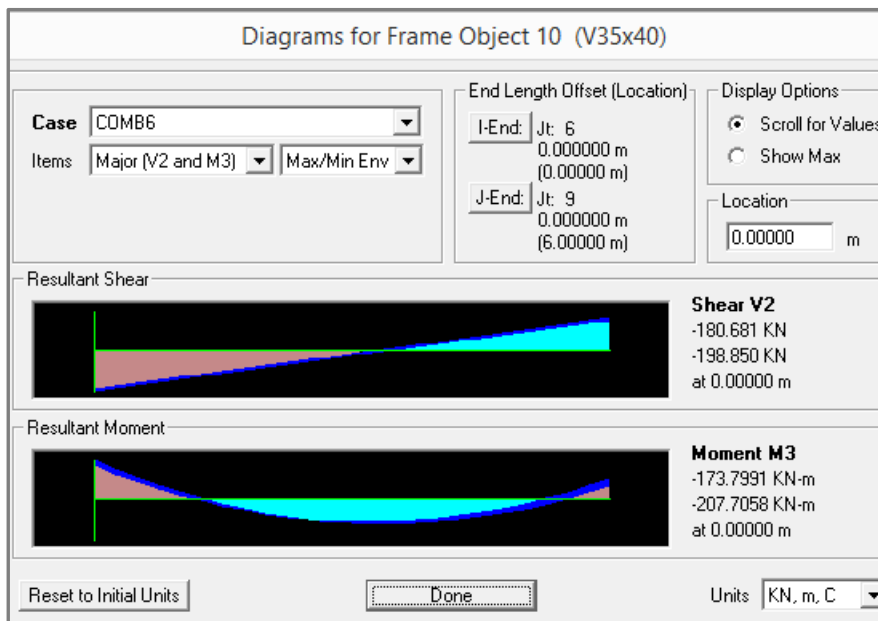 Diagrams for Frame Object 10 (V35x40)
Case COMB6
Items Major (V2 and M3) Max/Min Env
End Length Offset (Location)
I-End: Jt: 6
0.000000 m
(0.00000 m)
J-End: Jt: 9
0.000000 m
(6.00000 m)
Display Options
Scroll for Values
Show Max
Location
0.00000 m
Resultant Shear
Shear V2
-180.681 KN
-198.850 KN
at 0.00000 m
Resultant Moment
Moment M3
-173.7991 KN-m
-207.7058 KN-m
at 0.00000 m
Reset to Initial Units
Done
Units KN, m, C